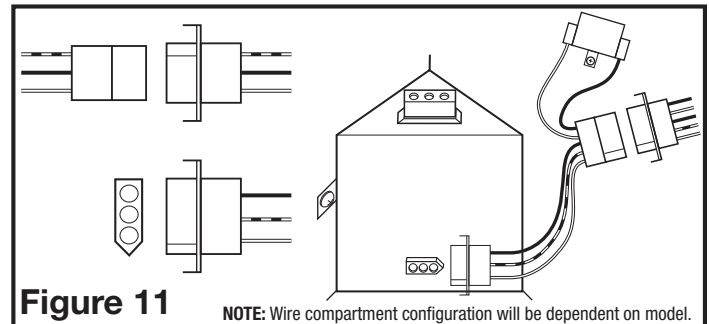 Figure 11
NOTE: Wire compartment configuration will be dependent on model.